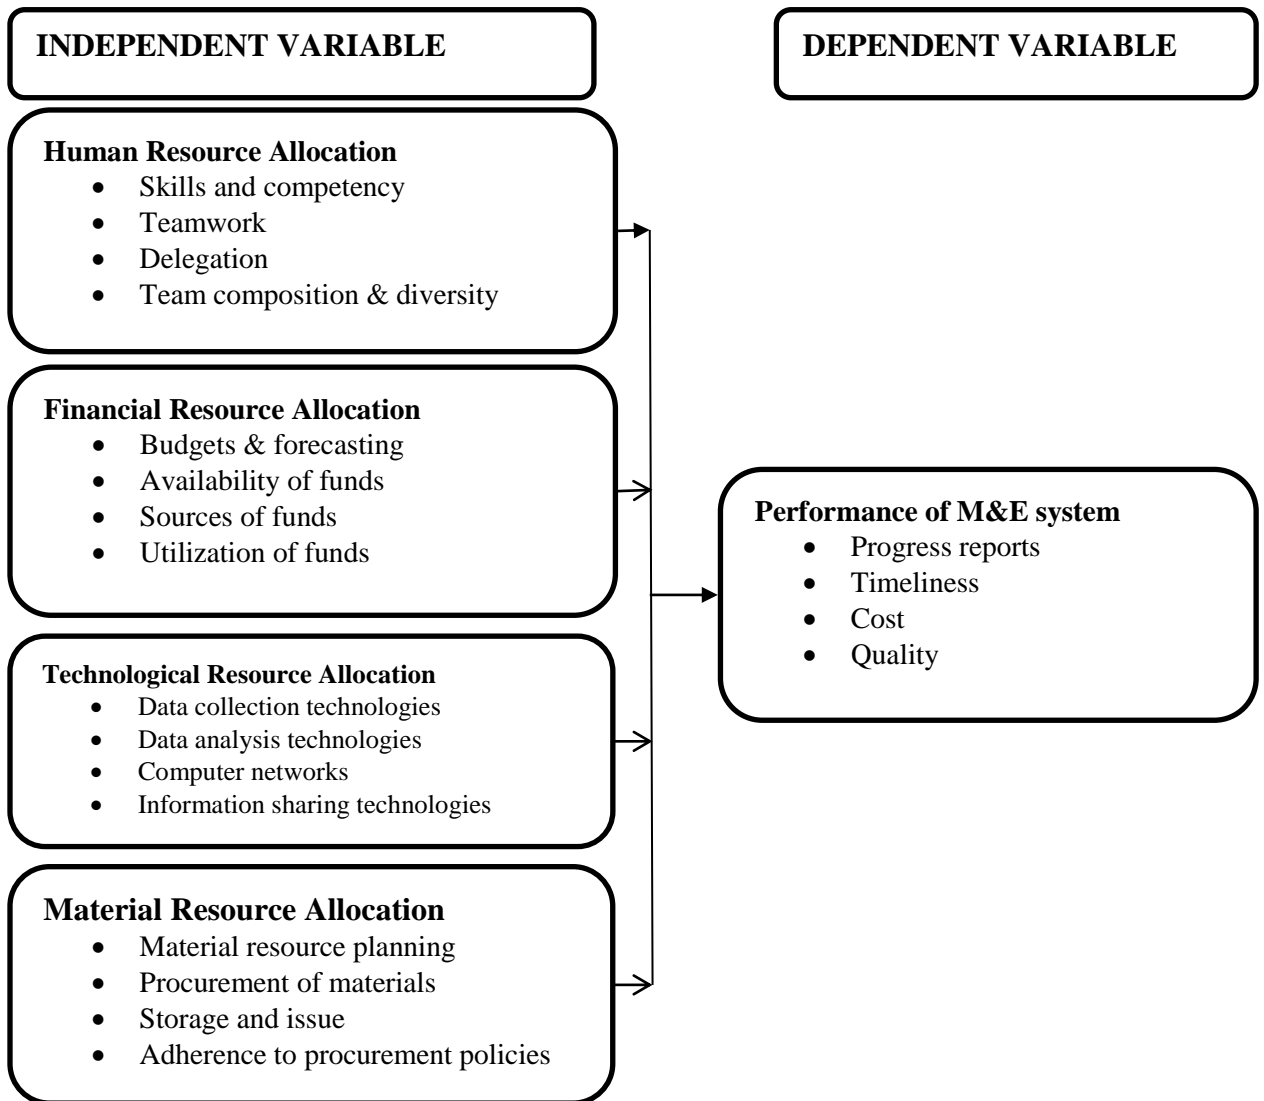 INDEPENDENT VARIABLE
DEPENDENT VARIABLE
Human Resource Allocation
• Skills and competency
• Teamwork
• Delegation
• Team composition & diversity
Financial Resource Allocation
• Budgets & forecasting
• Availability of funds
• Sources of funds
• Utilization of funds
Technological Resource Allocation
• Data collection technologies
• Data analysis technologies
• Computer networks
• Information sharing technologies
Material Resource Allocation
• Material resource planning
• Procurement of materials
• Storage and issue
• Adherence to procurement policies
Performance of M&E system
• Progress reports
• Timeliness
• Cost
• Quality